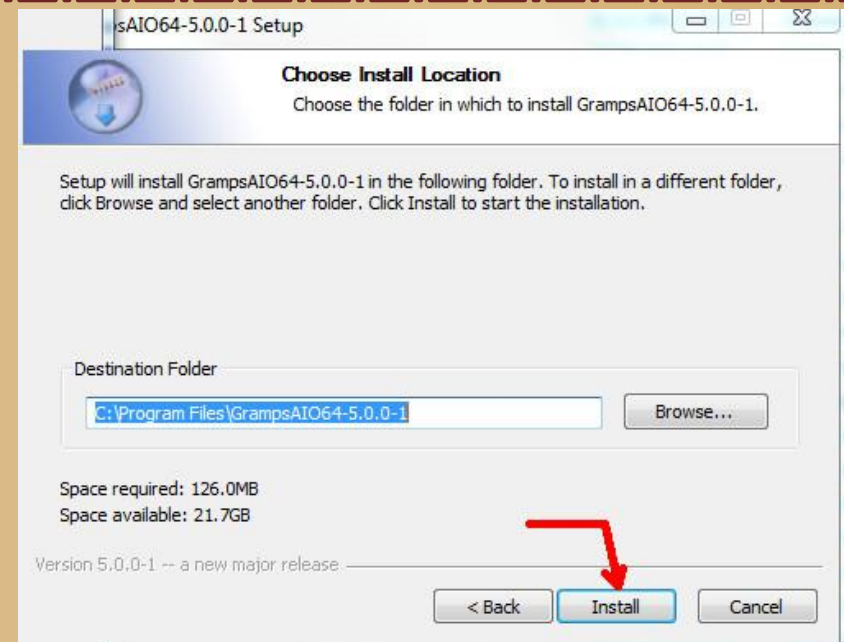 sAIO64-5.0.0-1 Setup
Choose Install Location
Choose the folder in which to install GrampsAIO64-5.0.0-1.
Setup will install GrampsAIO64-5.0.0-1 in the following folder. To install in a different folder,
click Browse and select another folder. Click Install to start the installation.
Destination Folder
C:\Program Files\GrampsAIO64-5.0.0-1
Browse...
Space required: 126.0MB
Space available: 21.7GB
Version 5.0.0-1 -- a new major release
< Back
Install
Cancel